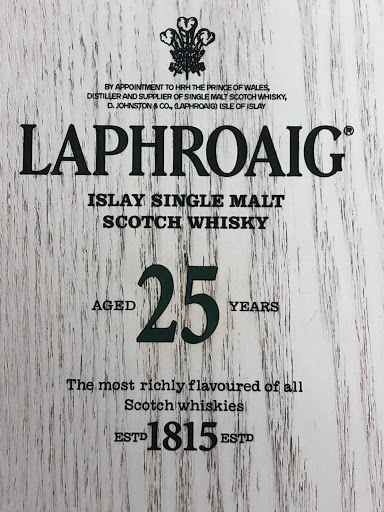 BY APPOINTMENT TO HRH THE PRINCE OF WALES,
DISTILLER AND SUPPLIER OF SINGLE MALT SCOTCH WHISKY,
D. JOHNSTON & CO., (LAPHROAIG) ISLE OF ISLAY
LAPHROAIG®
ISLAY SINGLE MALT
SCOTCH WHISKY
AGED 25 YEARS
The most richly flavoured of all
Scotch whiskies
ESTD 1815 ESTD